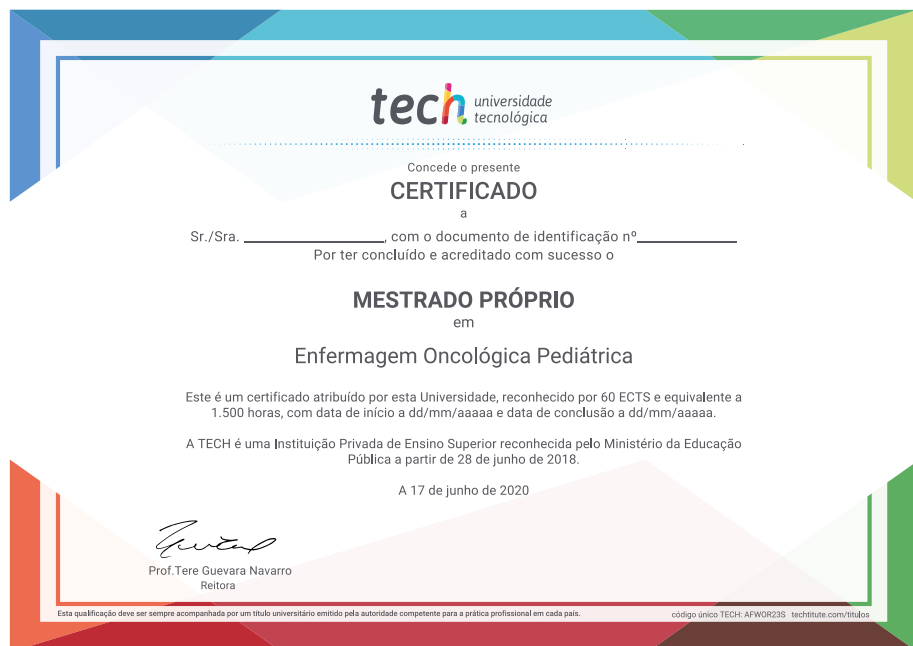 tech universidade
tecnológica
Concede o presente
CERTIFICADO
a
Sr./Sra. ________________, com o documento de identificação nº____________
Por ter concluído e acreditado com sucesso o
MESTRADO PRÓPRIO
em
Enfermagem Oncológica Pediátrica
Este é um certificado atribuído por esta Universidade, reconhecido por 60 ECTS e equivalente a
1.500 horas, com data de início a dd/mm/aaaaa e data de conclusão a dd/mm/aaaaa.
A TECH é uma Instituição Privada de Ensino Superior reconhecida pelo Ministério da Educação
Pública a partir de 28 de junho de 2018.
A 17 de junho de 2020
Prof.Tere Guevara Navarro
Reitora
Esta qualificação deve ser sempre acompanhada por um título universitário emitido pela autoridade competente para a prática profissional em cada país.
código único TECH: AFWOR23S techtitute.com/titulos